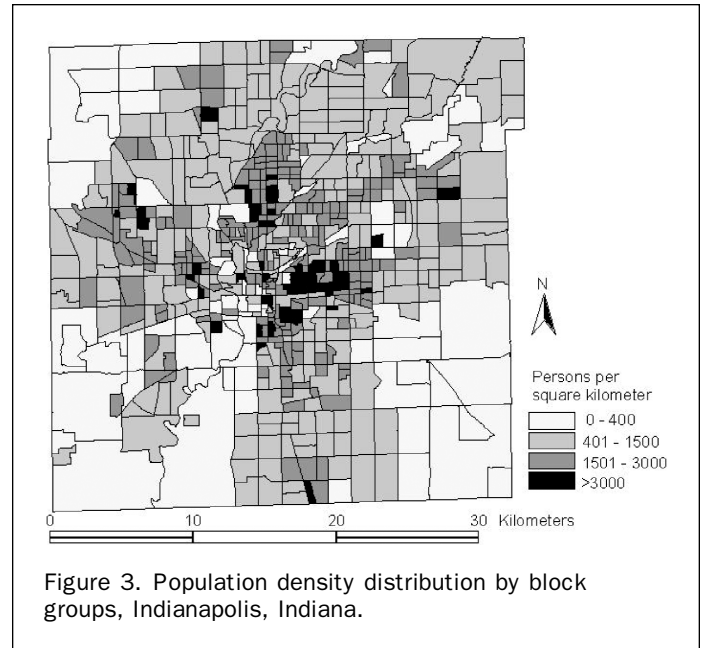 N
Persons per
square kilometer
0 - 400
401 - 1500
1501 - 3000
>3000
0 10 20 30 Kilometers
Figure 3. Population density distribution by block
groups, Indianapolis, Indiana.